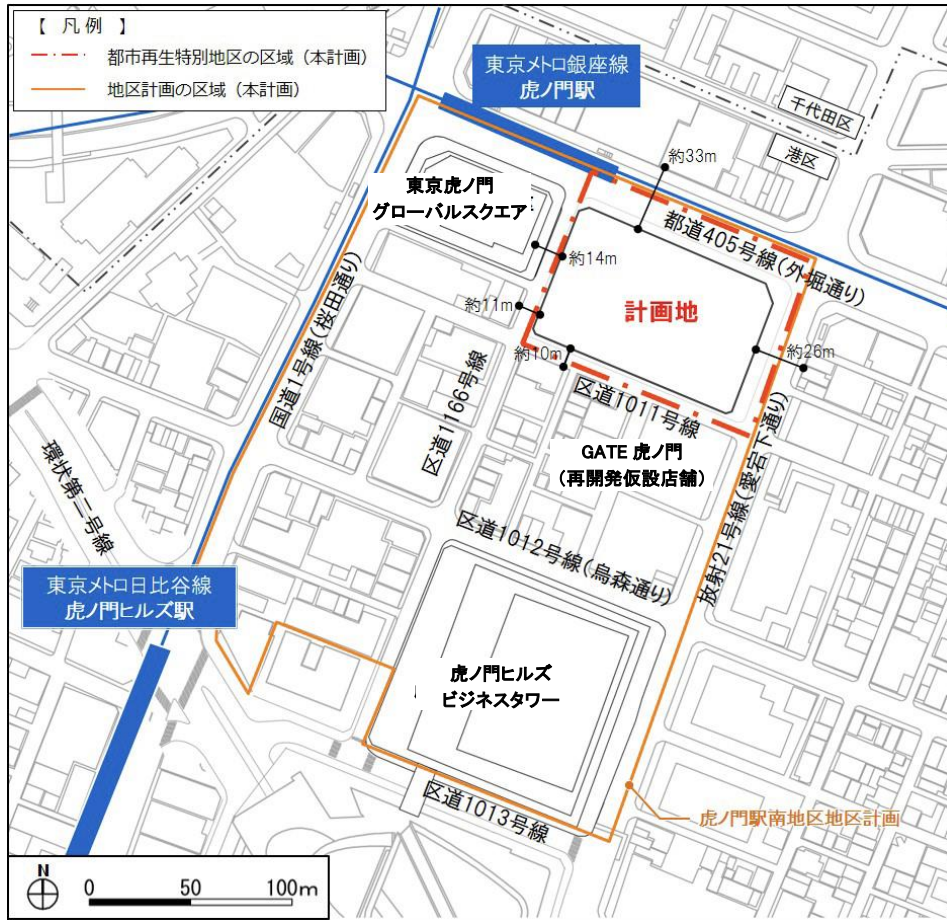 【 凡例 】
都市再生特別地区の区域（本計画）
地区計画の区域（本計画）
東京メトロ銀座線
虎ノ門駅
千代田区
港区
約33m
東京虎ノ門
グローバルスクエア
都道405号線(外堀通り)
約14m
約11m
計画地
約10m
約26m
国道1号線(桜田通り)
区道1166号線
区道1011号線
GATE 虎ノ門
（再開発仮設店舗）
環状第二号線
区道1012号線(烏森通り)
放射21号線(愛宕下通り)
東京メトロ日比谷線
虎ノ門ヒルズ駅
虎ノ門ヒルズ
ビジネスタワー
区道1013号線
虎ノ門駅南地区地区計画
N
0 50 100m